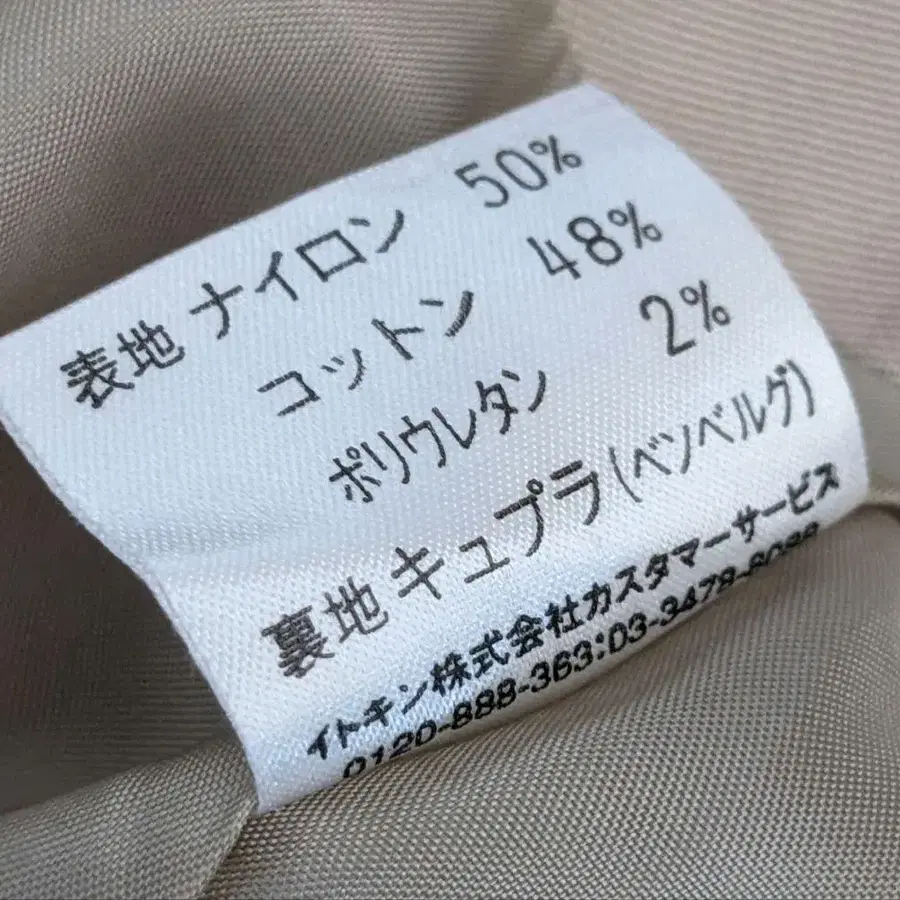 表地 ナイロン 50%
コットン 48%
ポリウレタン 2%
裏地 キュプラ(ベンベルグ)
イトキン株式会社カスタマーサービス
0120-888-363:03-3478-8088